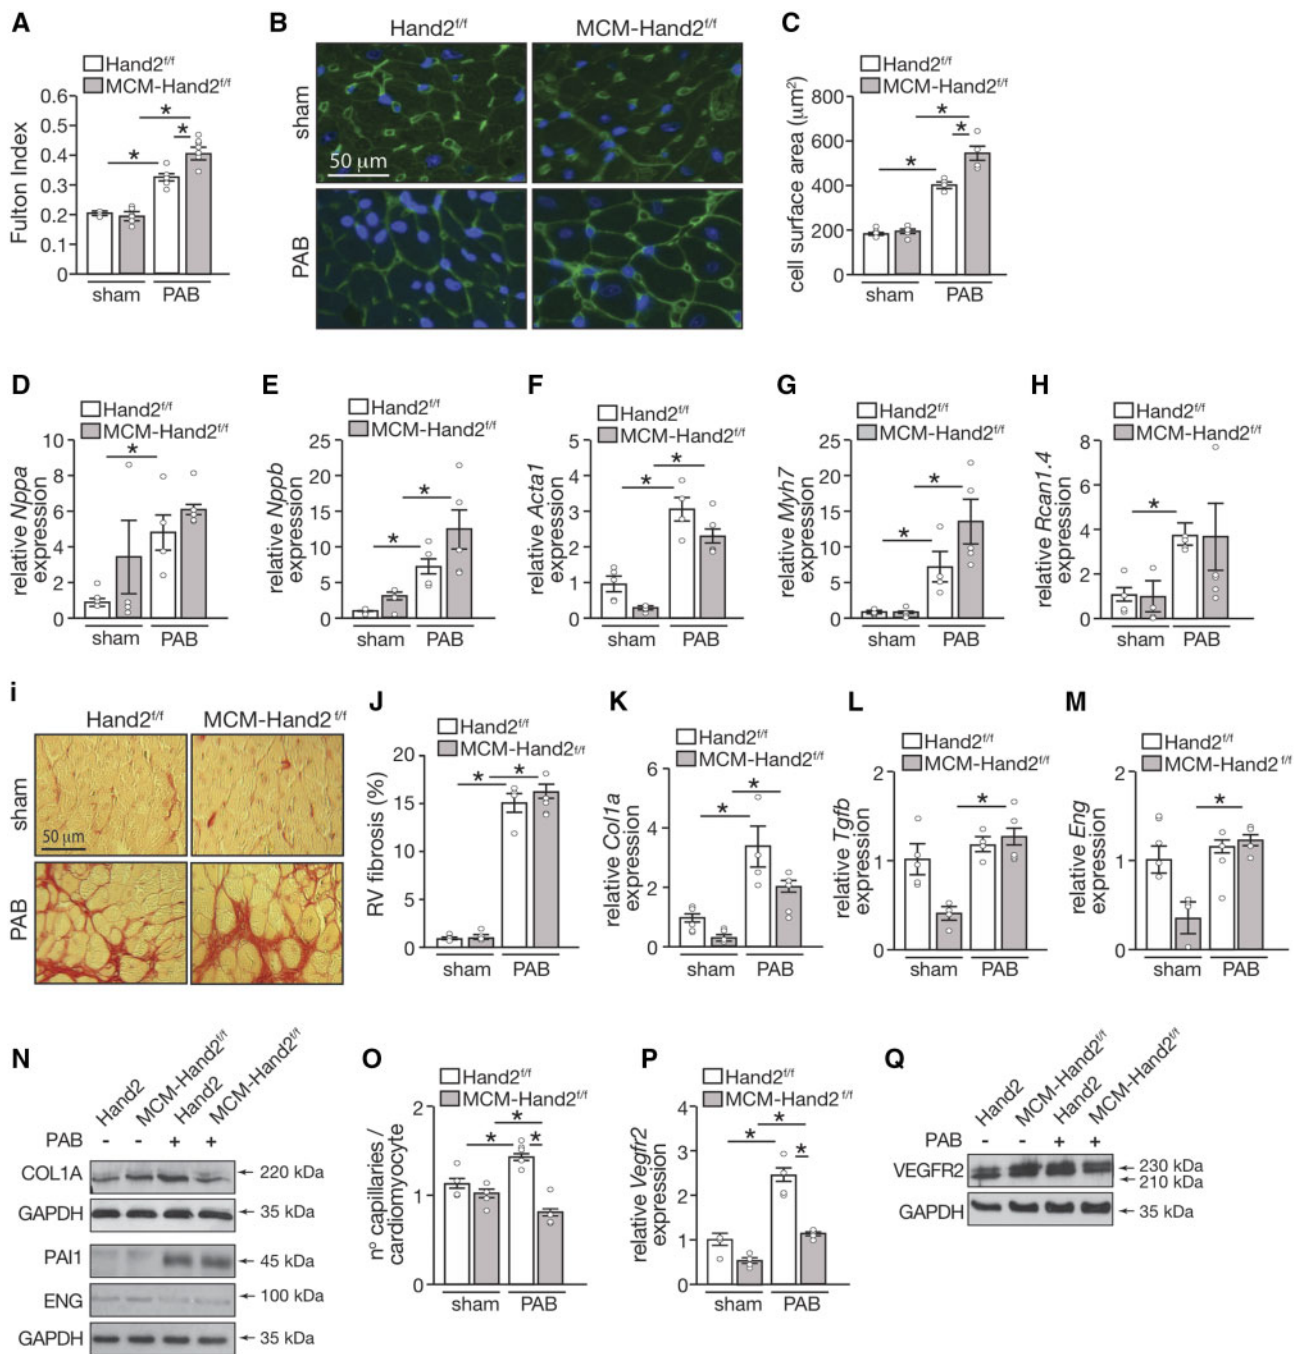 A
Hand2f/f
MCM-Hand2f/f
Fulton Index
0.6
0.5
0.4
0.3
0.2
0.1
0
*
*
*
sham
PAB
B
Hand2f/f
MCM-Hand2f/f
sham
50 μm
PAB
C
Hand2f/f
MCM-Hand2f/f
cell surface area (μm2)
800
600
400
200
0
*
*
*
sham
PAB
D
Hand2f/f
MCM-Hand2f/f
relative Nppa
expression
10
8
6
4
2
0
*
sham
PAB
E
Hand2f/f
MCM-Hand2f/f
relative Nppb
expression
25
20
15
10
5
0
*
*
sham
PAB
F
Hand2f/f
MCM-Hand2f/f
relative Acta1
expression
5
4
3
2
1
0
*
*
sham
PAB
G
Hand2f/f
MCM-Hand2f/f
relative Myh7
expression
25
20
15
10
5
0
*
*
sham
PAB
H
Hand2f/f
MCM-Hand2f/f
relative Rcan1.4
expression
8
6
4
2
0
*
sham
PAB
i
Hand2f/f
MCM-Hand2f/f
sham
50 μm
PAB
J
Hand2f/f
MCM-Hand2f/f
RV fibrosis (%)
20
15
10
5
0
*
*
sham
PAB
K
Hand2f/f
MCM-Hand2f/f
relative Col1a
expression
6
4
2
0
*
*
sham
PAB
L
Hand2f/f
MCM-Hand2f/f
relative Tgfb
expression
2
1
0
*
sham
PAB
M
Hand2f/f
MCM-Hand2f/f
relative Eng
expression
2
1
0
*
sham
PAB
N
Hand2
MCM-Hand2f/f
Hand2
MCM-Hand2f/f
PAB - - + +
COL1A 220 kDa
GAPDH 35 kDa
PAI1 45 kDa
ENG 100 kDa
GAPDH 35 kDa
O
Hand2f/f
MCM-Hand2f/f
no capillaries /
cardiomyocyte
2
1
0
*
*
*
sham
PAB
P
Hand2f/f
MCM-Hand2f/f
relative Vegfr2
expression
4
3
2
1
0
*
*
*
sham
PAB
Q
Hand2
MCM-Hand2f/f
Hand2
MCM-Hand2f/f
PAB - - + +
VEGFR2 230 kDa
210 kDa
GAPDH 35 kDa